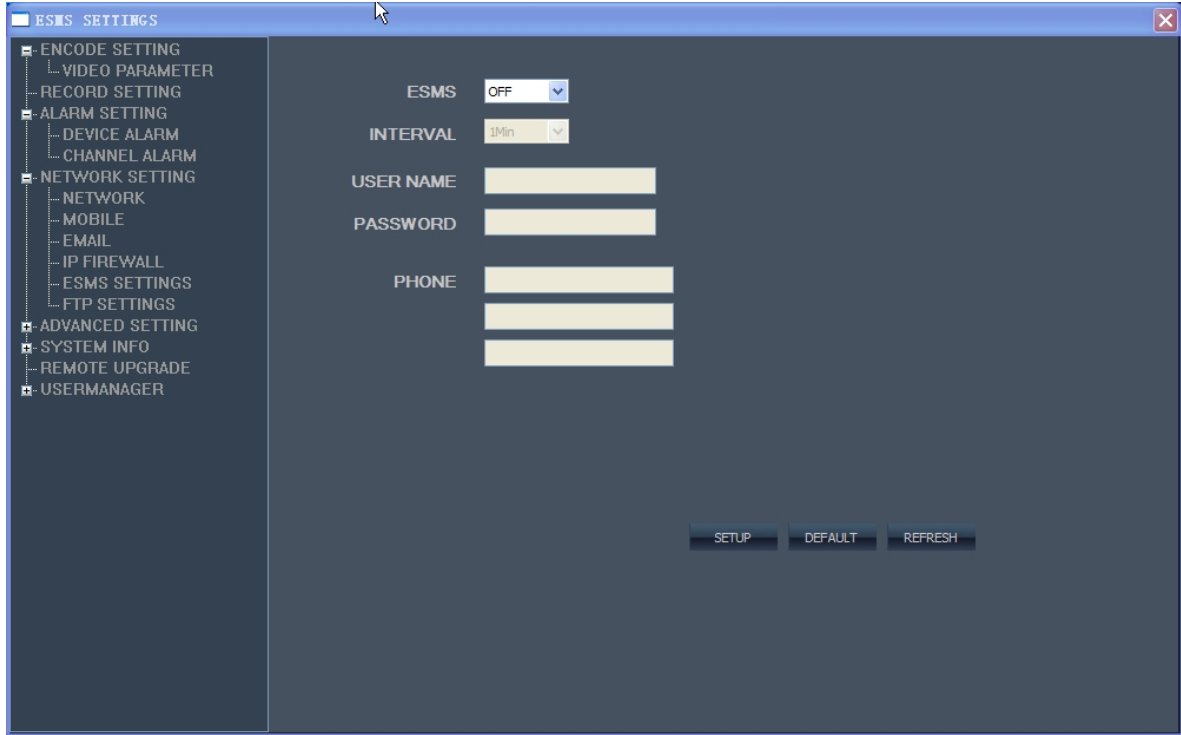 ESMS SETTINGS
ENCODE SETTING
VIDEO PARAMETER
RECORD SETTING
ALARM SETTING
DEVICE ALARM
CHANNEL ALARM
NETWORK SETTING
NETWORK
MOBILE
EMAIL
IP FIREWALL
ESMS SETTINGS
FTP SETTINGS
ADVANCED SETTING
SYSTEM INFO
REMOTE UPGRADE
USERMANAGER
ESMS OFF
INTERVAL 1Min
USER NAME
PASSWORD
PHONE
SETUP DEFAULT REFRESH